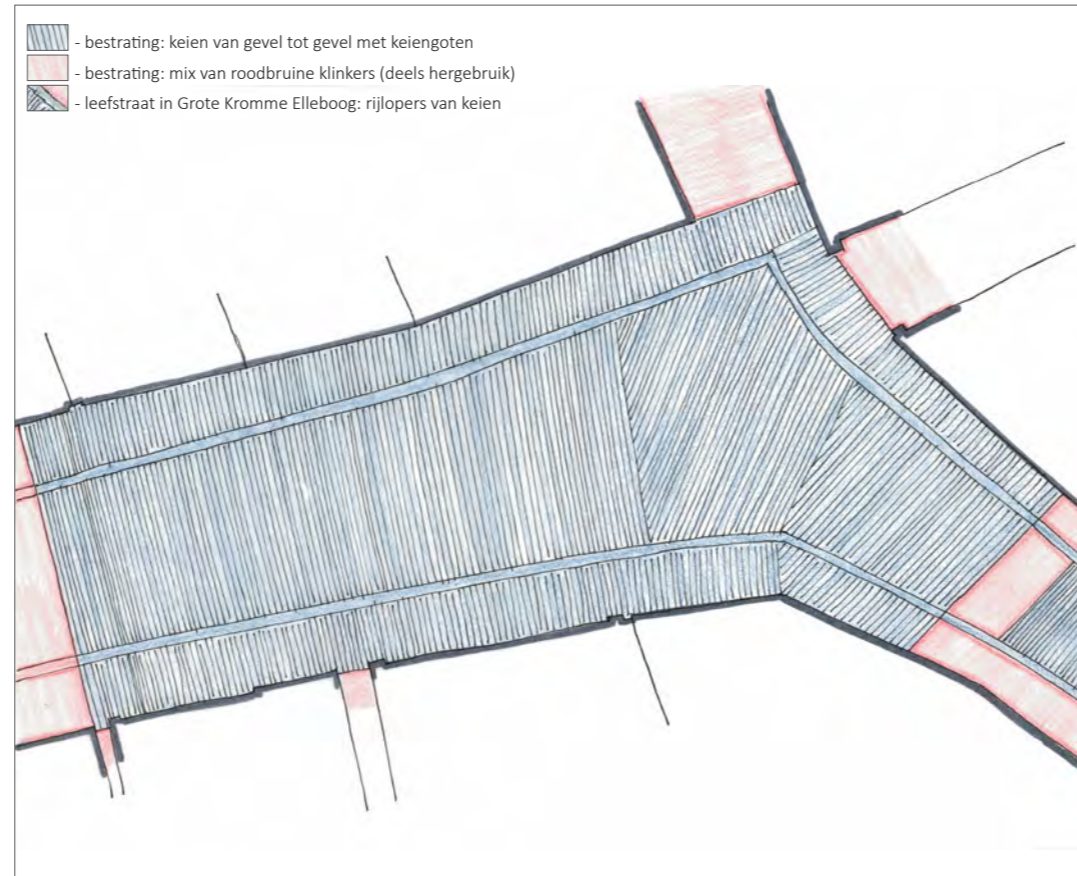 - bestrating: keien van gevel tot gevel met keiengoten
- bestrating: mix van roodbruine klinkers (deels hergebruik)
- leefstraat in Grote Kromme Elleboog: rijlopers van keien